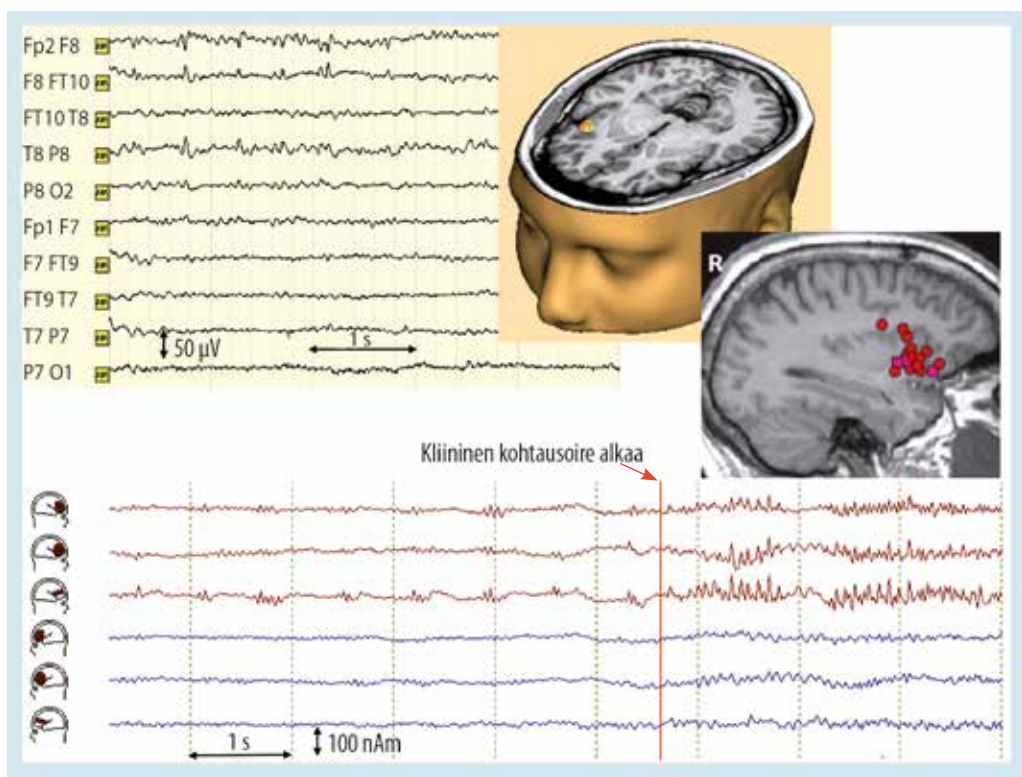 Fp2 F8
F8 FT10
FT10 T8
T8 P8
P8 O2
Fp1 F7
F7 FT9
FT9 T7
T7 P7
P7 O1
50 µV
1 s
R
Kliininen kohtausoire alkaa
1 s
100 nAm